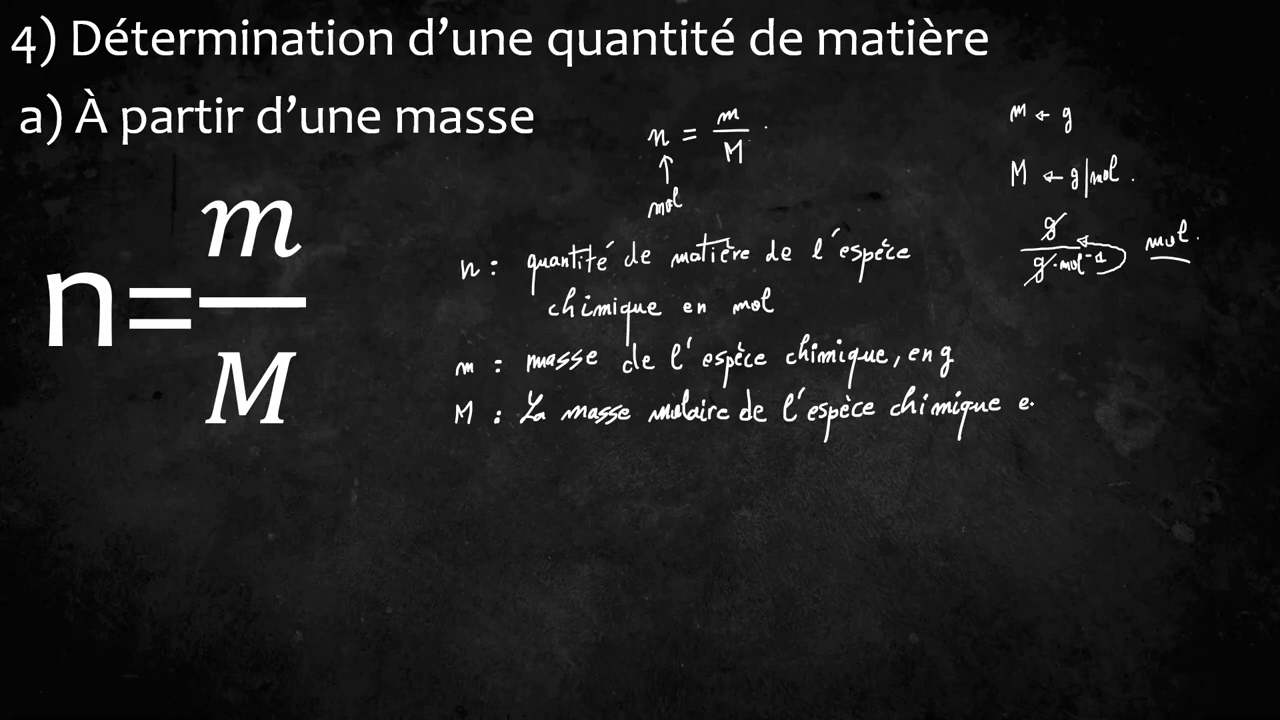 4) Détermination d’une quantité de matière
a) À partir d’une masse
n = m/M
n = m/M .
mol
m ← g
M ← g/mol .
g / g·mol⁻¹ mol.
n : quantité de matière de l'espèce
chimique en mol
m : masse de l'espèce chimique, en g
M : La masse molaire de l'espèce chimique e